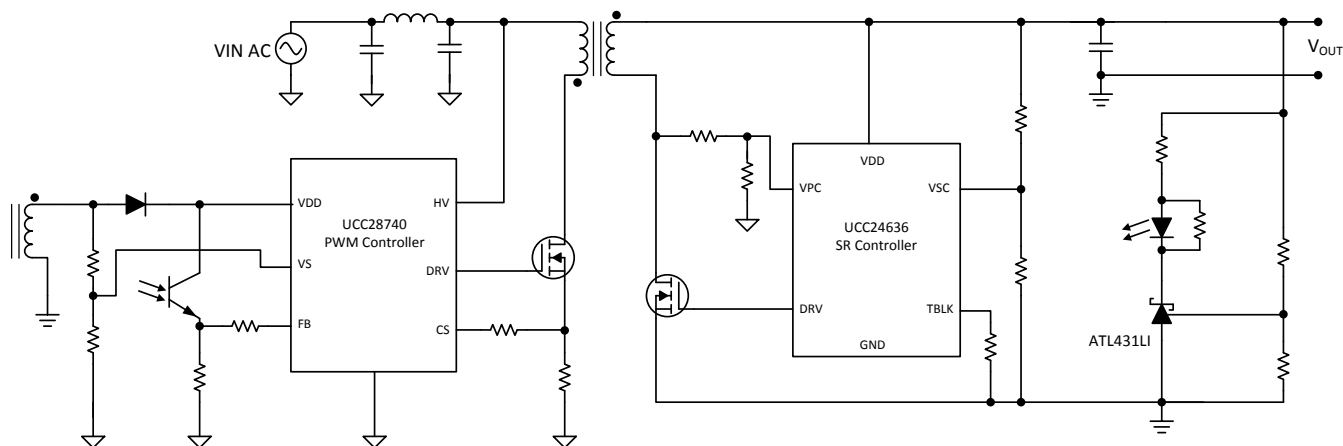 VIN AC
V_OUT
VDD
HV
UCC28740
PWM Controller
VS
DRV
FB
CS
VDD
VPC
VSC
UCC24636
SR Controller
DRV
TBLK
GND
ATL431LI